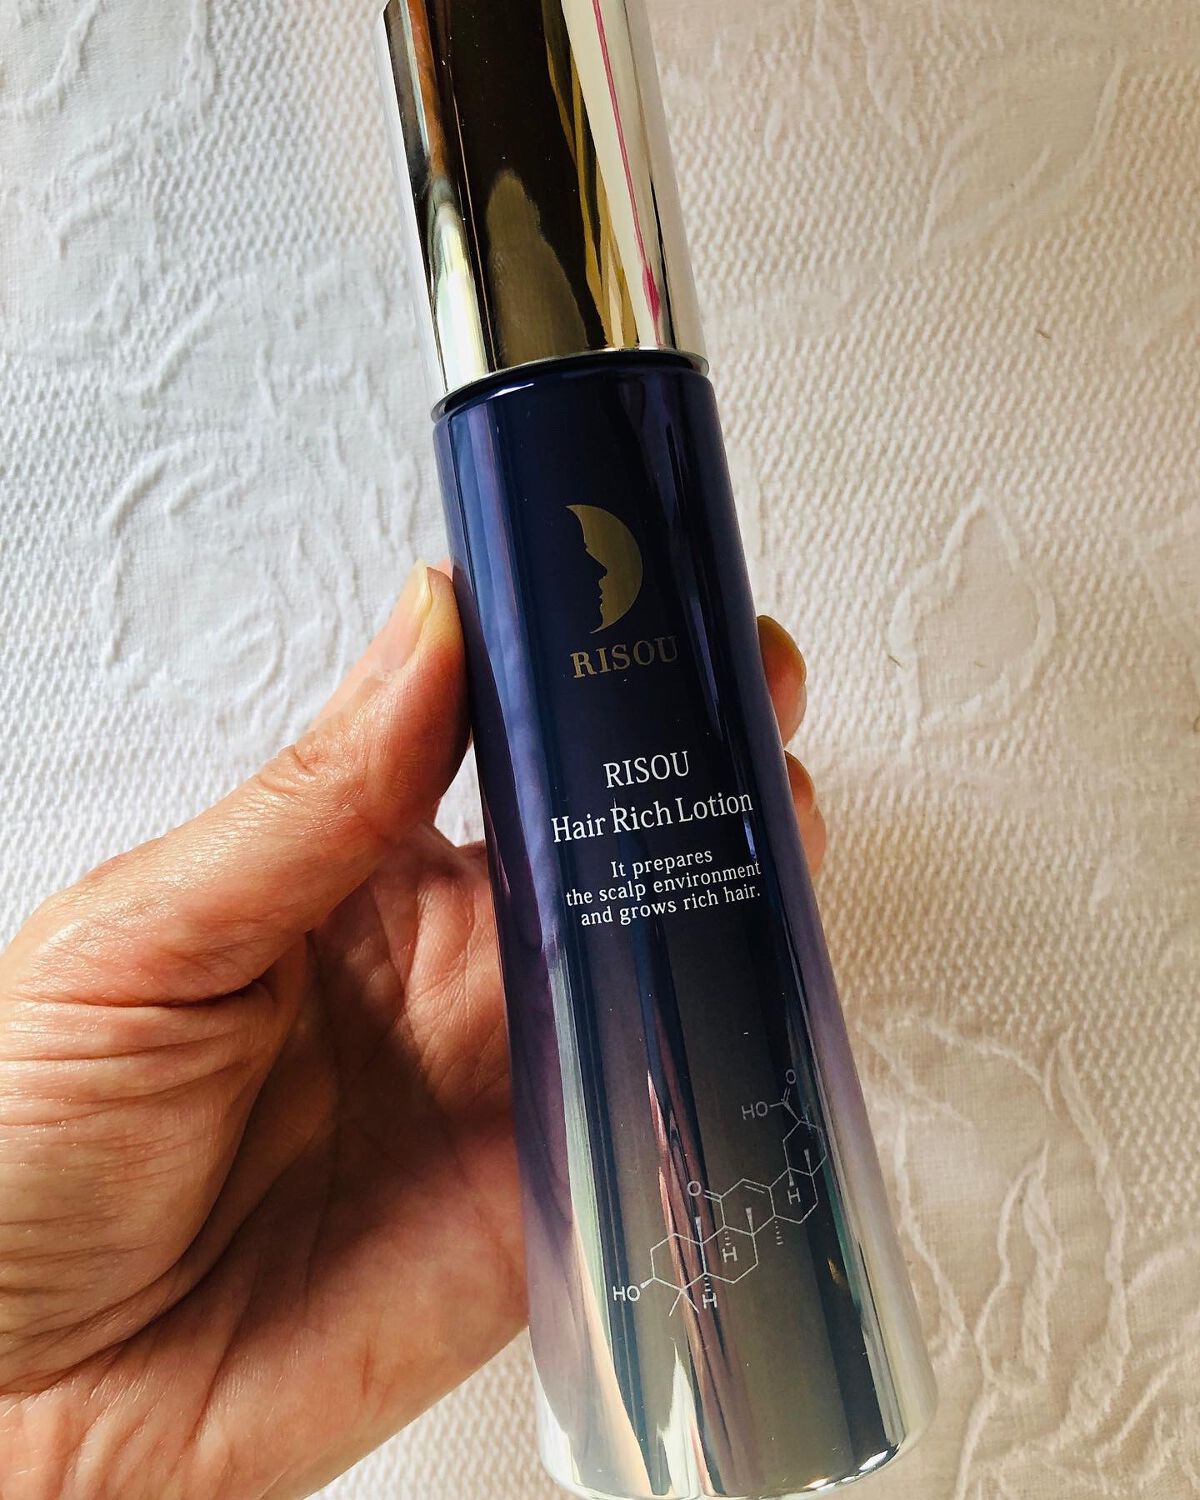 RISOU
RISOU
Hair Rich Lotion
It prepares
the scalp environment
and grows rich hair.
O
HO
O
H
H
HO
H